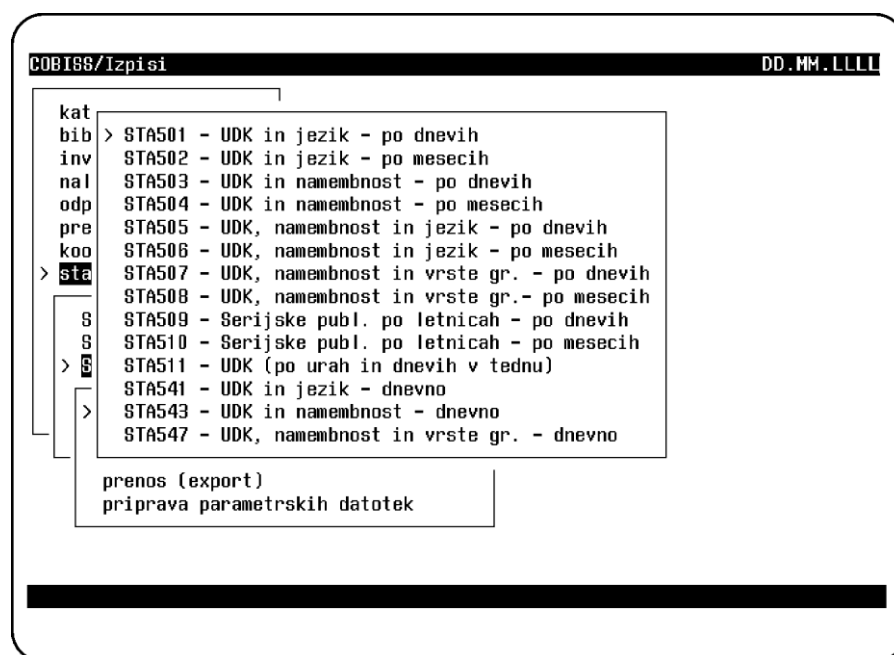 COBISS/Izpisi DD.MM.LLLL
kat
bib > STA501 - UDK in jezik - po dnevih
inv STA502 - UDK in jezik - po mesecih
nal STA503 - UDK in namembnost - po dnevih
odp STA504 - UDK in namembnost - po mesecih
pre STA505 - UDK, namembnost in jezik - po dnevih
koo STA506 - UDK, namembnost in jezik - po mesecih
> sta STA507 - UDK, namembnost in vrste gr. - po dnevih
STA508 - UDK, namembnost in vrste gr.- po mesecih
S STA509 - Serijske publ. po letnicah - po dnevih
S STA510 - Serijske publ. po letnicah - po mesecih
> S STA511 - UDK (po urah in dnevih v tednu)
STA541 - UDK in jezik - dnevno
> STA543 - UDK in namembnost - dnevno
STA547 - UDK, namembnost in vrste gr. - dnevno
prenos (export)
priprava parametrskih datotek